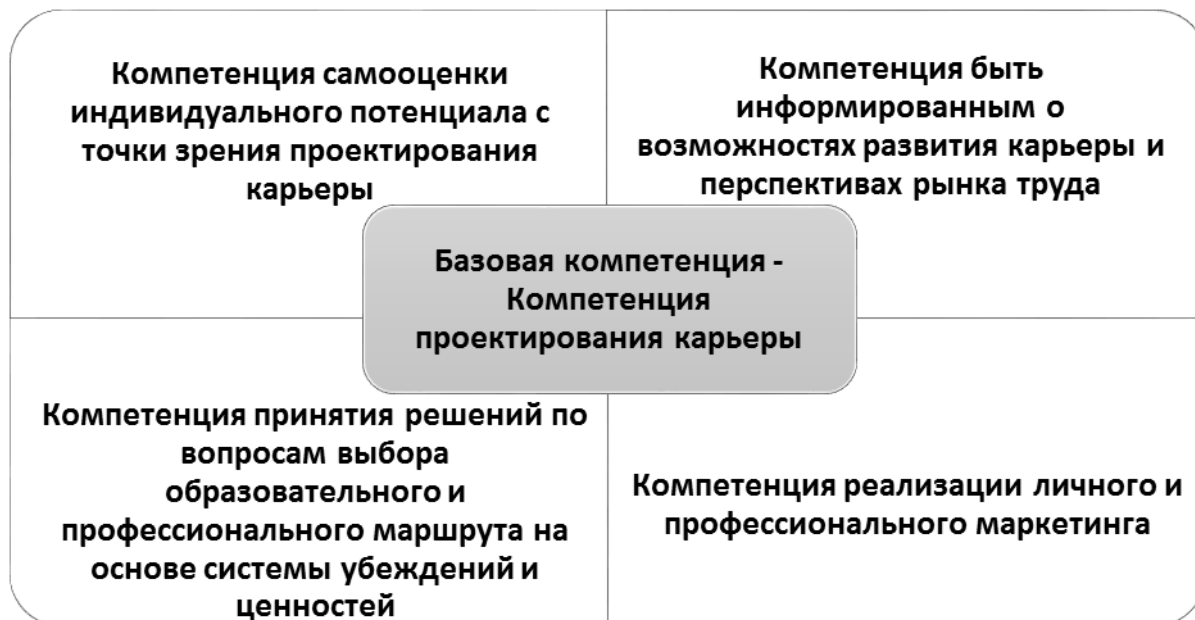 Компетенция самооценки
индивидуального потенциала с
точки зрения проектирования
карьеры
Компетенция быть
информированным о
возможностях развития карьеры и
перспективах рынка труда
Базовая компетенция -
Компетенция
проектирования карьеры
Компетенция принятия решений по
вопросам выбора
образовательного и
профессионального маршрута на
основе системы убеждений и
ценностей
Компетенция реализации личного и
профессионального маркетинга